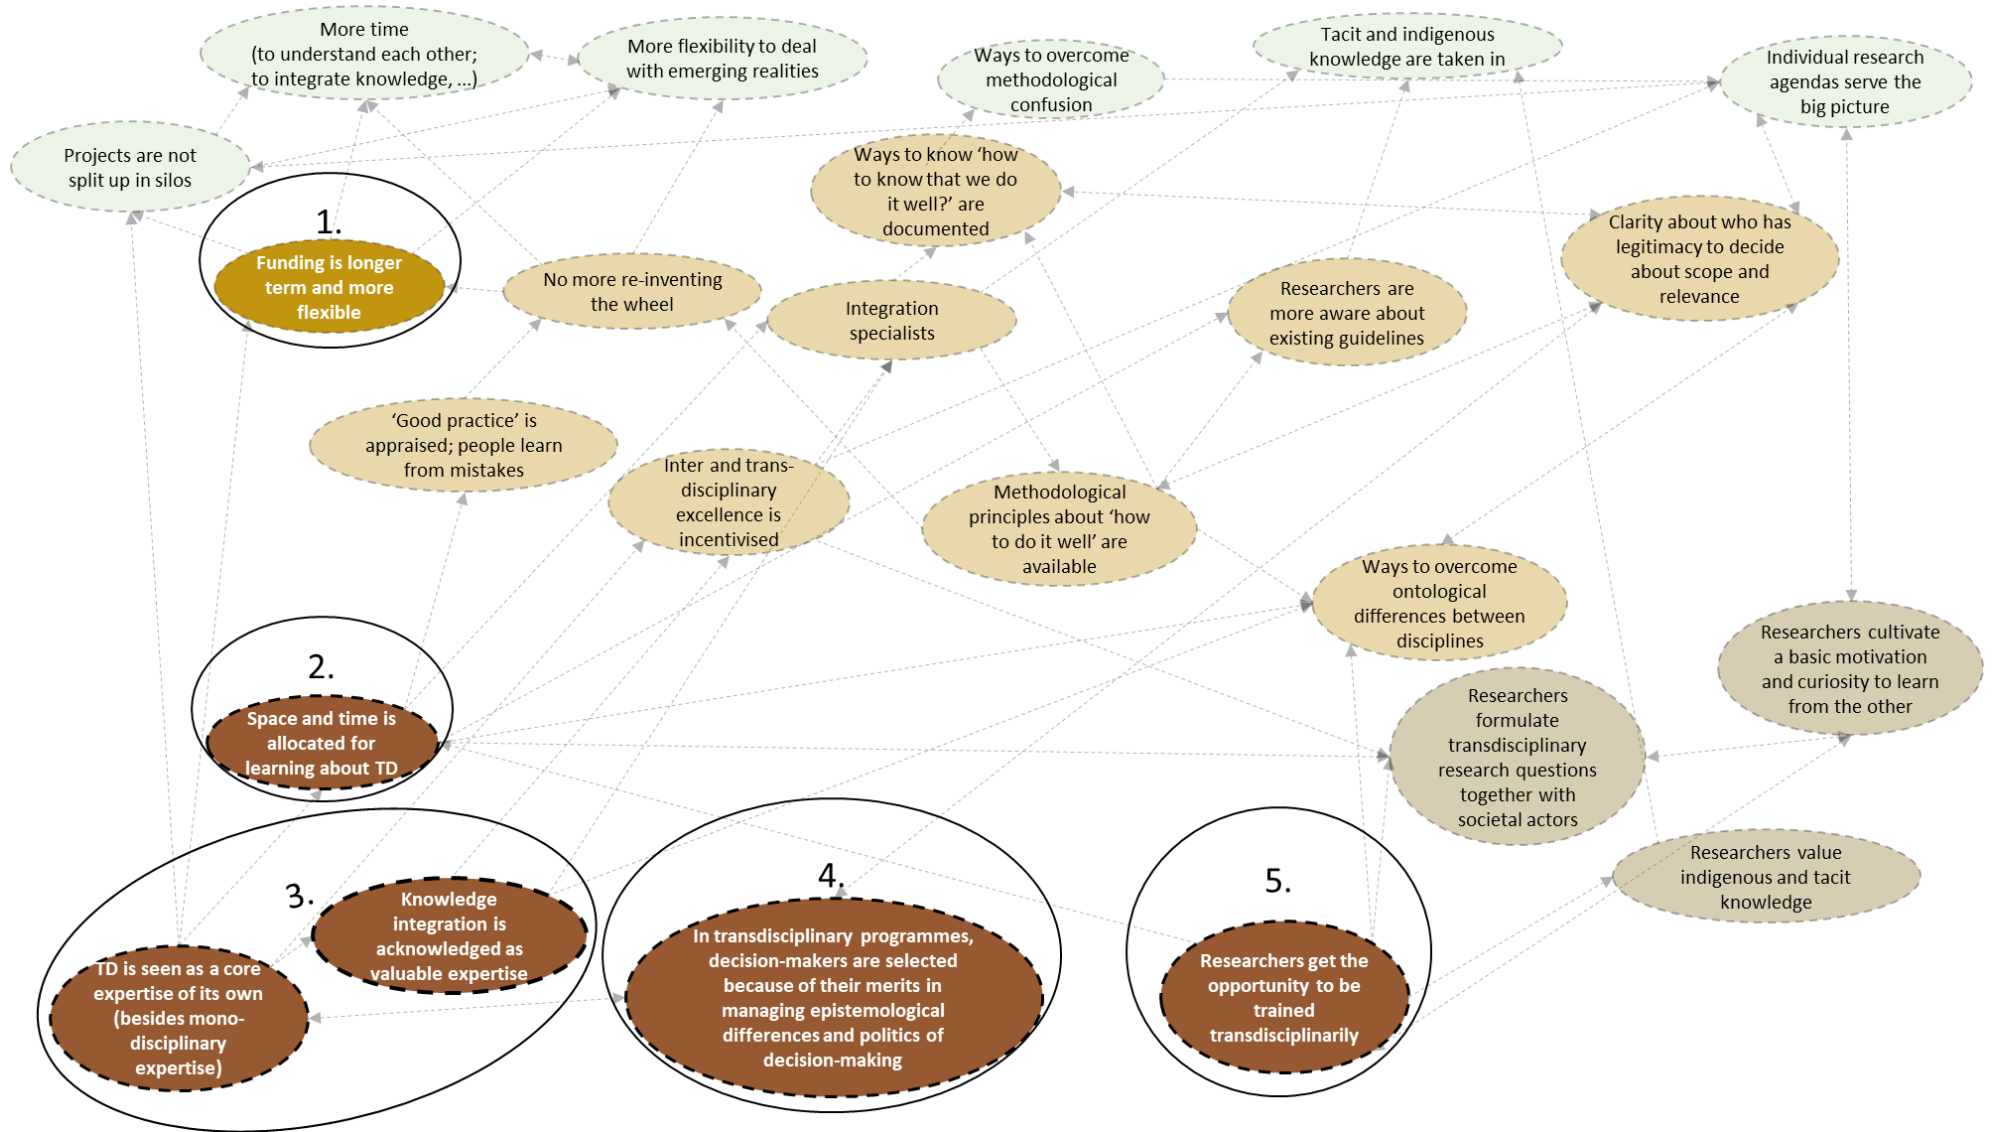 More time
(to understand each other;
to integrate knowledge, ...)
More flexibility to deal
with emerging realities
Ways to overcome
methodological
confusion
Tacit and indigenous
knowledge are taken in
Individual research
agendas serve the
big picture
Projects are not
split up in silos
Ways to know ‘how
to know that we do
it well?’ are
documented
1.
Funding is longer
term and more
flexible
No more re-inventing
the wheel
Integration
specialists
Researchers are
more aware about
existing guidelines
Clarity about who has
legitimacy to decide
about scope and
relevance
‘Good practice’ is
appraised; people learn
from mistakes
Inter and trans-
disciplinary
excellence is
incentivised
Methodological
principles about ‘how
to do it well’ are
available
Ways to overcome
ontological
differences between
disciplines
2.
Space and time is
allocated for
learning about TD
Researchers
formulate
transdisciplinary
research questions
together with
societal actors
Researchers cultivate
a basic motivation
and curiosity to learn
from the other
Researchers value
indigenous and tacit
knowledge
3.
Knowledge
integration is
acknowledged as
valuable expertise
TD is seen as a core
expertise of its own
(besides mono-
disciplinary
expertise)
4.
In transdisciplinary programmes,
decision-makers are selected
because of their merits in
managing epistemological
differences and politics of
decision-making
5.
Researchers get the
opportunity to be
trained
transdisciplinarily